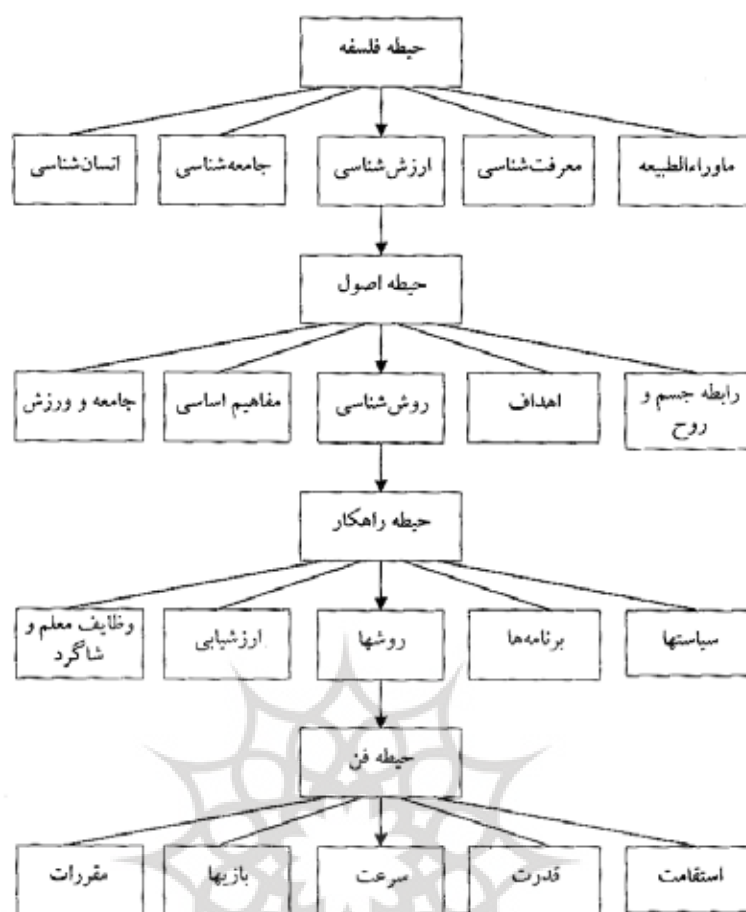 حیطه فلسفه
ماوراءالطبیعه
معرفت‌شناسی
ارزش‌شناسی
جامعه‌شناسی
انسان‌شناسی
حیطه اصول
رابطه جسم و
روح
اهداف
روش‌شناسی
مفاهیم اساسی
جامعه و ورزش
حیطه راهکار
سیاستها
برنامه‌ها
روشها
ارزشیابی
وظایف معلم و
شاگرد
حیطه فن
استقامت
قدرت
سرعت
بازیها
مقررات